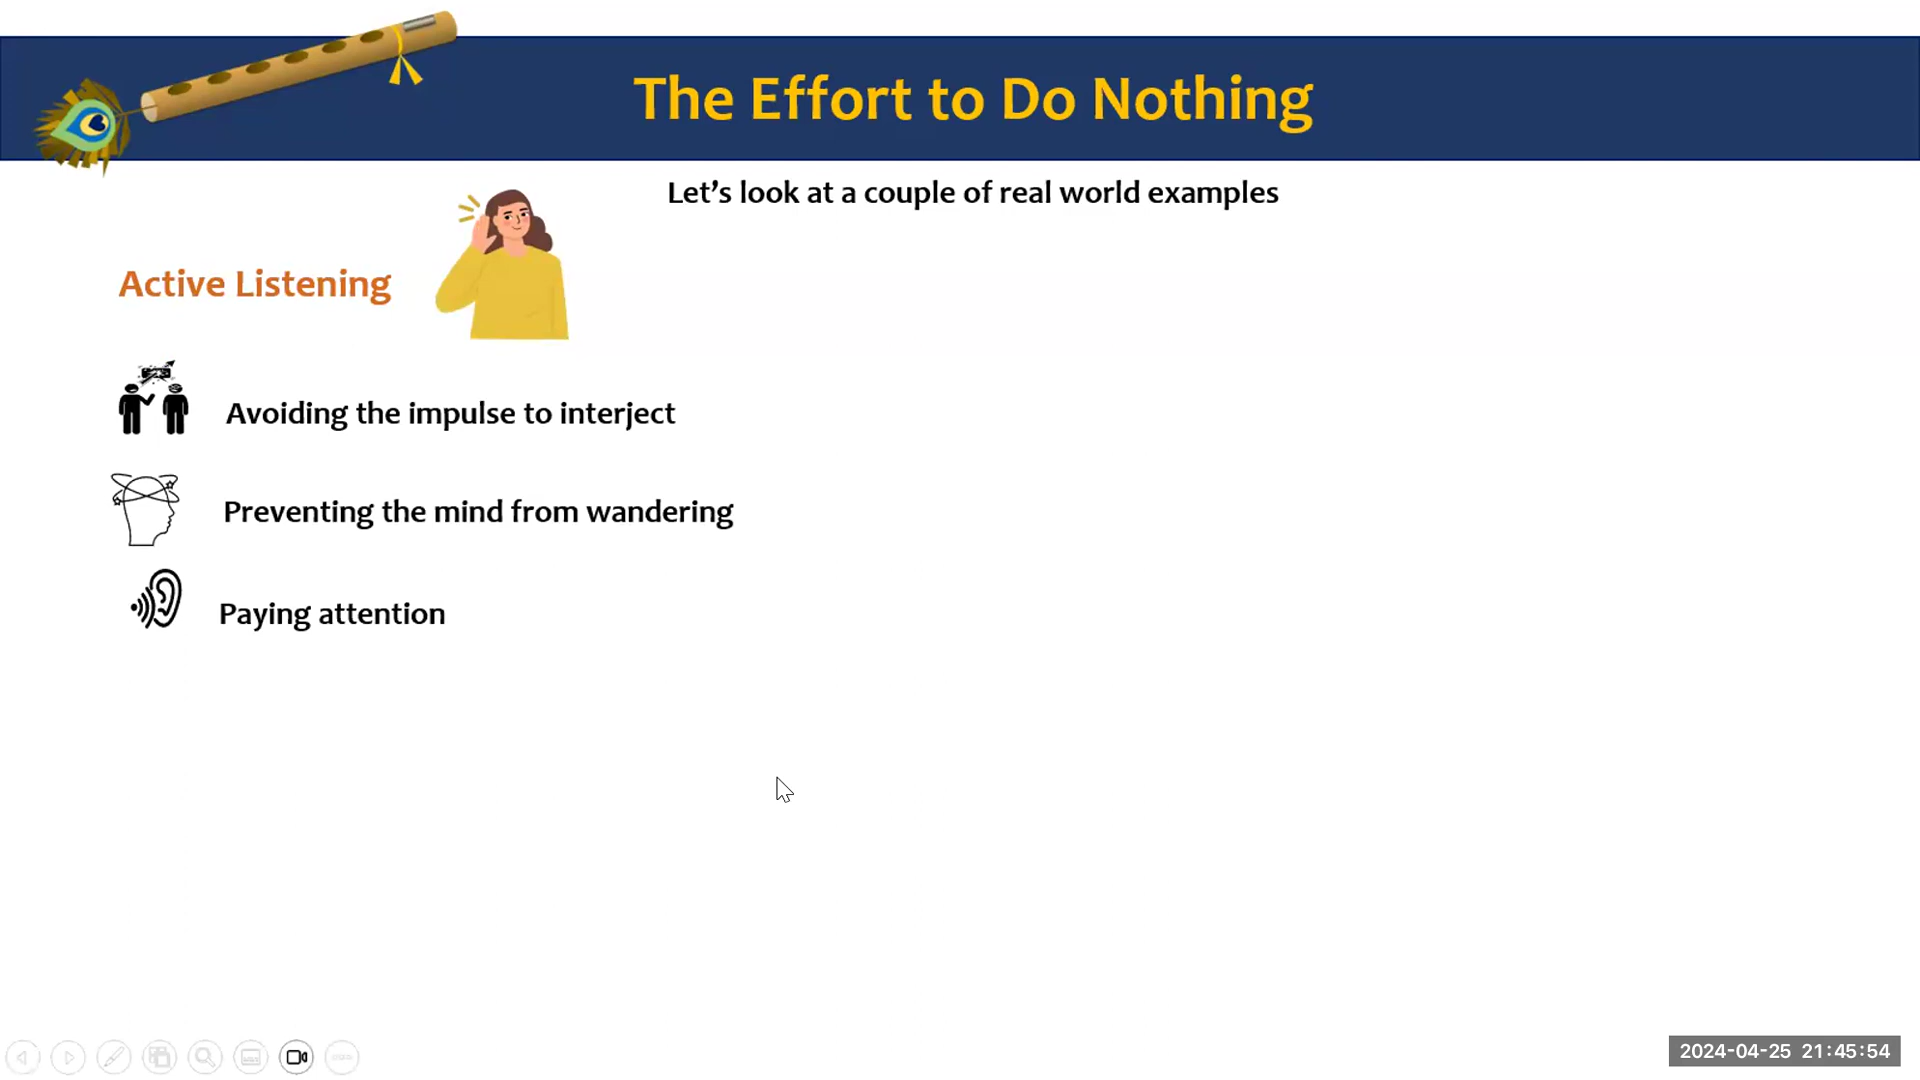 The Effort to Do Nothing
Let’s look at a couple of real world examples
Active Listening
Avoiding the impulse to interject
Preventing the mind from wandering
Paying attention
2024-04-25 21:45:54